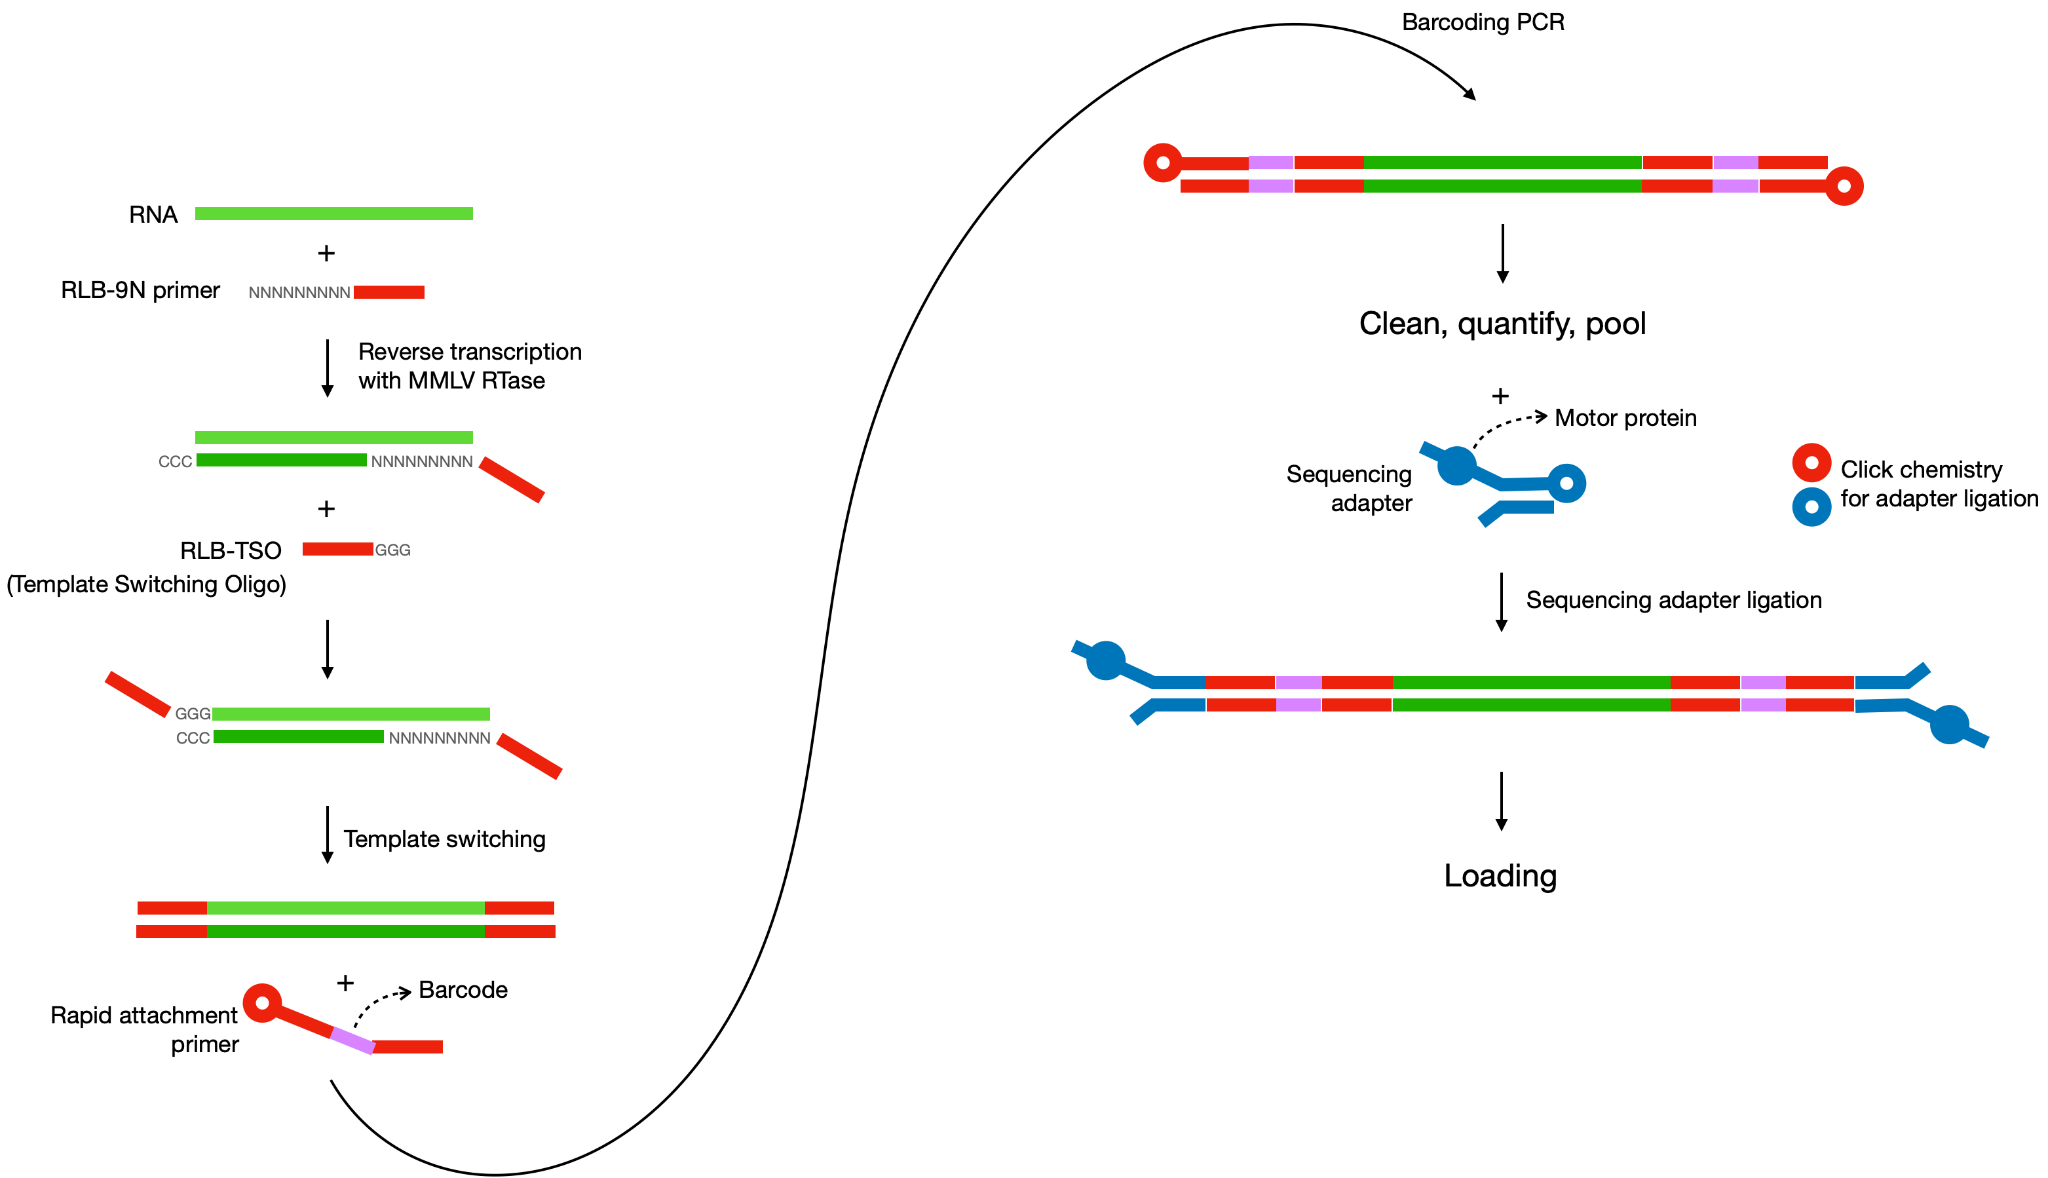 RNA
+
RLB-9N primer
NNNNNNNNN
Reverse transcription
with MMLV RTase
CCC
NNNNNNNNN
+
RLB-TSO
GGG
(Template Switching Oligo)
GGG
CCC
NNNNNNNNN
Template switching
+
Barcode
Rapid attachment
primer
Barcoding PCR
Clean, quantify, pool
+
Motor protein
Sequencing
adapter
Click chemistry
for adapter ligation
Sequencing adapter ligation
Loading